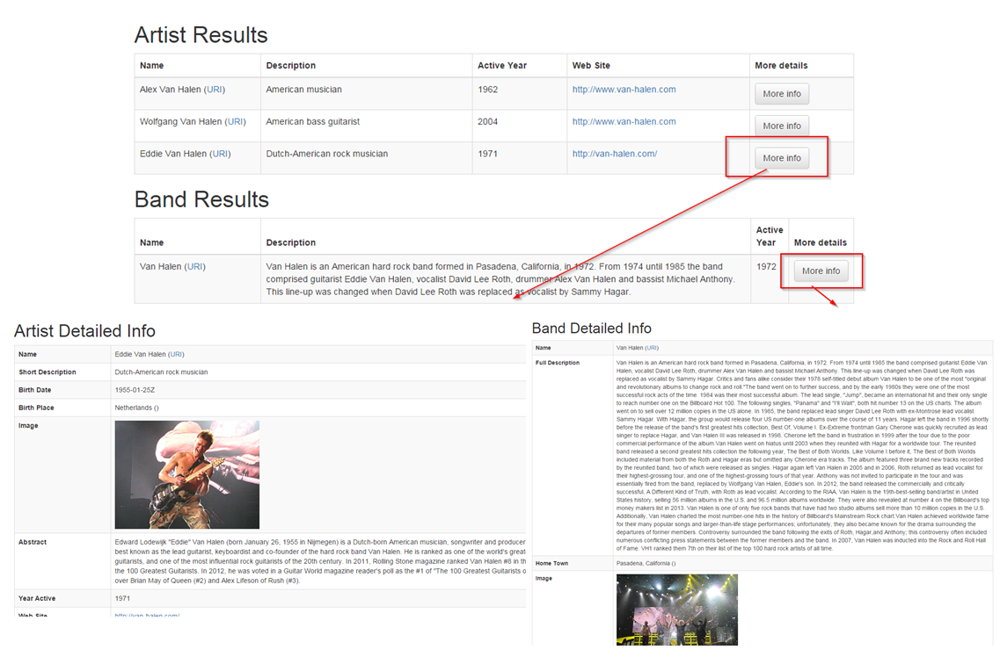 Artist Results
Name Description Active Year Web Site More details
Alex Van Halen (URI) American musician 1962 http://www.van-halen.com More info
Wolfgang Van Halen (URI) American bass guitarist 2004 http://www.van-halen.com More info
Eddie Van Halen (URI) Dutch-American rock musician 1971 http://van-halen.com/ More info
Band Results
Name Description Active Year More details
Van Halen (URI) Van Halen is an American hard rock band formed in Pasadena, California, in 1972. From 1974 until 1985 the band 1972 More info
comprised guitarist Eddie Van Halen, vocalist David Lee Roth, drummer Alex Van Halen and bassist Michael Anthony.
This line-up was changed when David Lee Roth was replaced as vocalist by Sammy Hagar.
Artist Detailed Info
Name Eddie Van Halen (URI)
Short Description Dutch-American rock musician
Birth Date 1955-01-25Z
Birth Place Netherlands ()
Image
Abstract Edward Lodewijk "Eddie" Van Halen (born January 26, 1955 in Nijmegen) is a Dutch-born American musician, songwriter and producer
best known as the lead guitarist, keyboardist and co-founder of the hard rock band Van Halen. He is ranked as one of the world's great
guitarists, and one of the most influential rock guitarists of the 20th century. In 2011, Rolling Stone magazine ranked Van Halen #8 in th
the 100 Greatest Guitarists. In 2012, he was voted in a Guitar World magazine reader's poll as the #1 of "The 100 Greatest Guitarists o
over Brian May of Queen (#2) and Alex Lifeson of Rush (#3).
Year Active 1971
Web Site http://van-halen.com/
Band Detailed Info
Name Van Halen (URI)
Full Description Van Halen is an American hard rock band formed in Pasadena, California, in 1972. From 1974 until 1985 the band comprised guitarist Eddie Van
Halen, vocalist David Lee Roth, drummer Alex Van Halen and bassist Michael Anthony. This line-up was changed when David Lee Roth was
replaced as vocalist by Sammy Hagar. Critics and fans alike consider their 1978 self-titled debut album Van Halen to be one of the most "original
and revolutionary albums to change rock and roll."The band went on to further success, and by the early 1980s they were one of the most
successful rock acts of the time. 1984 was their most successful album. The lead single, "Jump", became an international hit and their only single
to reach number one on the Billboard Hot 100. The following singles, "Panama" and "I'll Wait", both hit number 13 on the US charts. The album
went on to sell over 12 million copies in the US alone. In 1985, the band replaced lead singer David Lee Roth with ex-Montrose lead vocalist
Sammy Hagar. With Hagar, the group would release four US number-one albums over the course of 11 years. Hagar left the band in 1996 shortly
before the release of the band's first greatest hits collection, Best Of, Volume I. Ex-Extreme frontman Gary Cherone was quickly recruited as lead
singer to replace Hagar, and Van Halen III was released in 1998. Cherone left the band in frustration in 1999 after the tour due to the poor
commercial performance of the album.Van Halen went on hiatus until 2003 when they reunited with Hagar for a worldwide tour. The reunited
band released a second greatest hits collection the following year, The Best of Both Worlds. Like Volume I before it, The Best of Both Worlds
included material from both the Roth and Hagar eras but omitted any Cherone era tracks. The album featured three brand new tracks recorded
by the reunited band, two of which were released as singles. Hagar again left Van Halen in 2005 and in 2006, Roth returned as lead vocalist for
their highest-grossing tour, and one of the highest-grossing tours of that year. Anthony was not invited to participate in the tour and was
essentially fired from the band, replaced by Wolfgang Van Halen, Eddie's son. In 2012, the band released the commercially and critically
successful, A Different Kind of Truth, with Roth as lead vocalist. According to the RIAA, Van Halen is the 19th-best-selling band/artist in United
States history, selling 56 million albums in the U.S. and 96.5 million albums worldwide. They were also revealed at number 4 on the Billboard's top
money makers list in 2013. Van Halen is one of only five rock bands that have had two studio albums sell more than 10 million copies in the U.S.
Additionally, Van Halen charted the most number-one hits in the history of Billboard's Mainstream Rock chart.Van Halen achieved worldwide fame
for their many popular songs and larger-than-life stage performances; unfortunately, they also became known for the drama surrounding the
departures of former members. Controversy surrounded the band following the exits of Roth, Hagar,and Anthony; this controversy often included
numerous conflicting press statements between the former members and the band. In 2007, Van Halen was inducted into the Rock and Roll Hall
of Fame. VH1 ranked them 7th on their list of the top 100 hard rock artists of all time.
Home Town Pasadena, California ()
Image